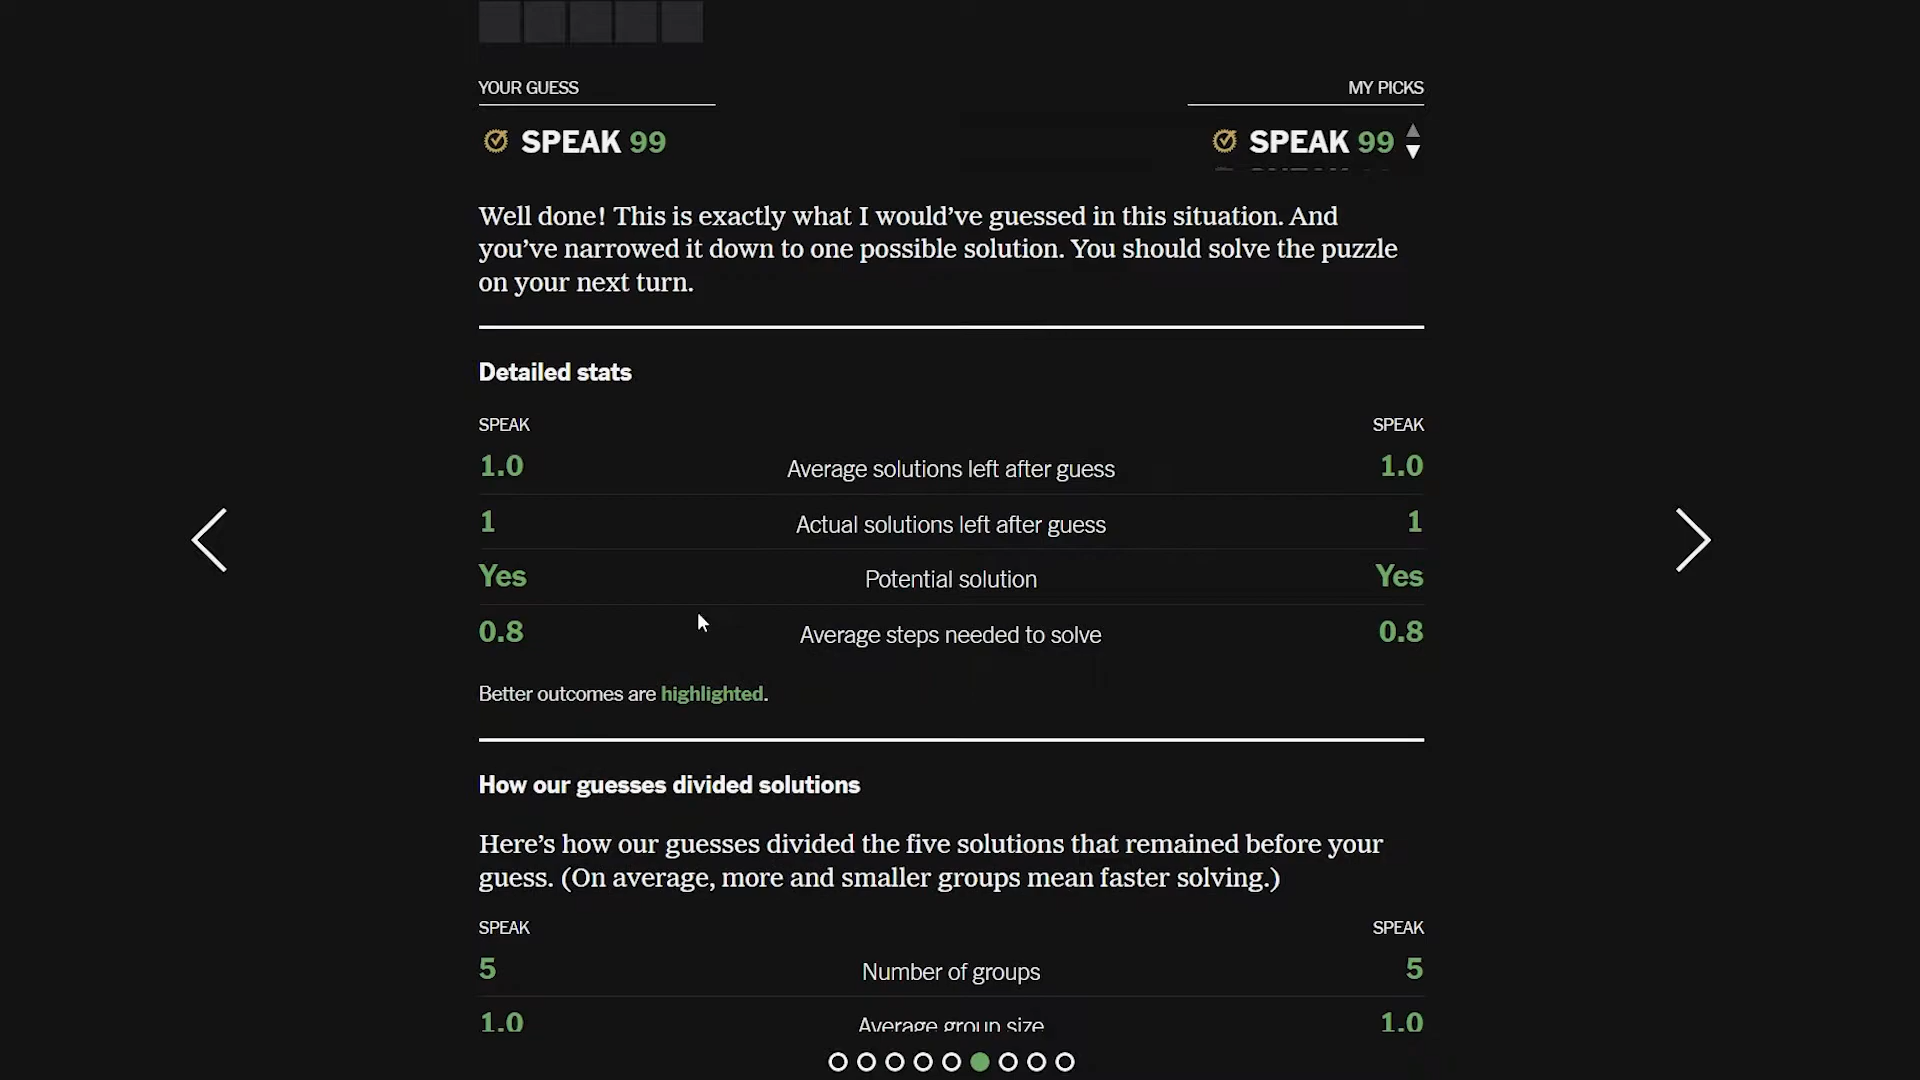 YOUR GUESS
MY PICKS
SPEAK 99
SPEAK 99
Well done! This is exactly what I would’ve guessed in this situation. And
you’ve narrowed it down to one possible solution. You should solve the puzzle
on your next turn.
Detailed stats
SPEAK
SPEAK
1.0 Average solutions left after guess 1.0
1 Actual solutions left after guess 1
Yes Potential solution Yes
0.8 Average steps needed to solve 0.8
Better outcomes are highlighted.
How our guesses divided solutions
Here’s how our guesses divided the five solutions that remained before your
guess. (On average, more and smaller groups mean faster solving.)
SPEAK
SPEAK
5 Number of groups 5
1.0 Average group size 1.0